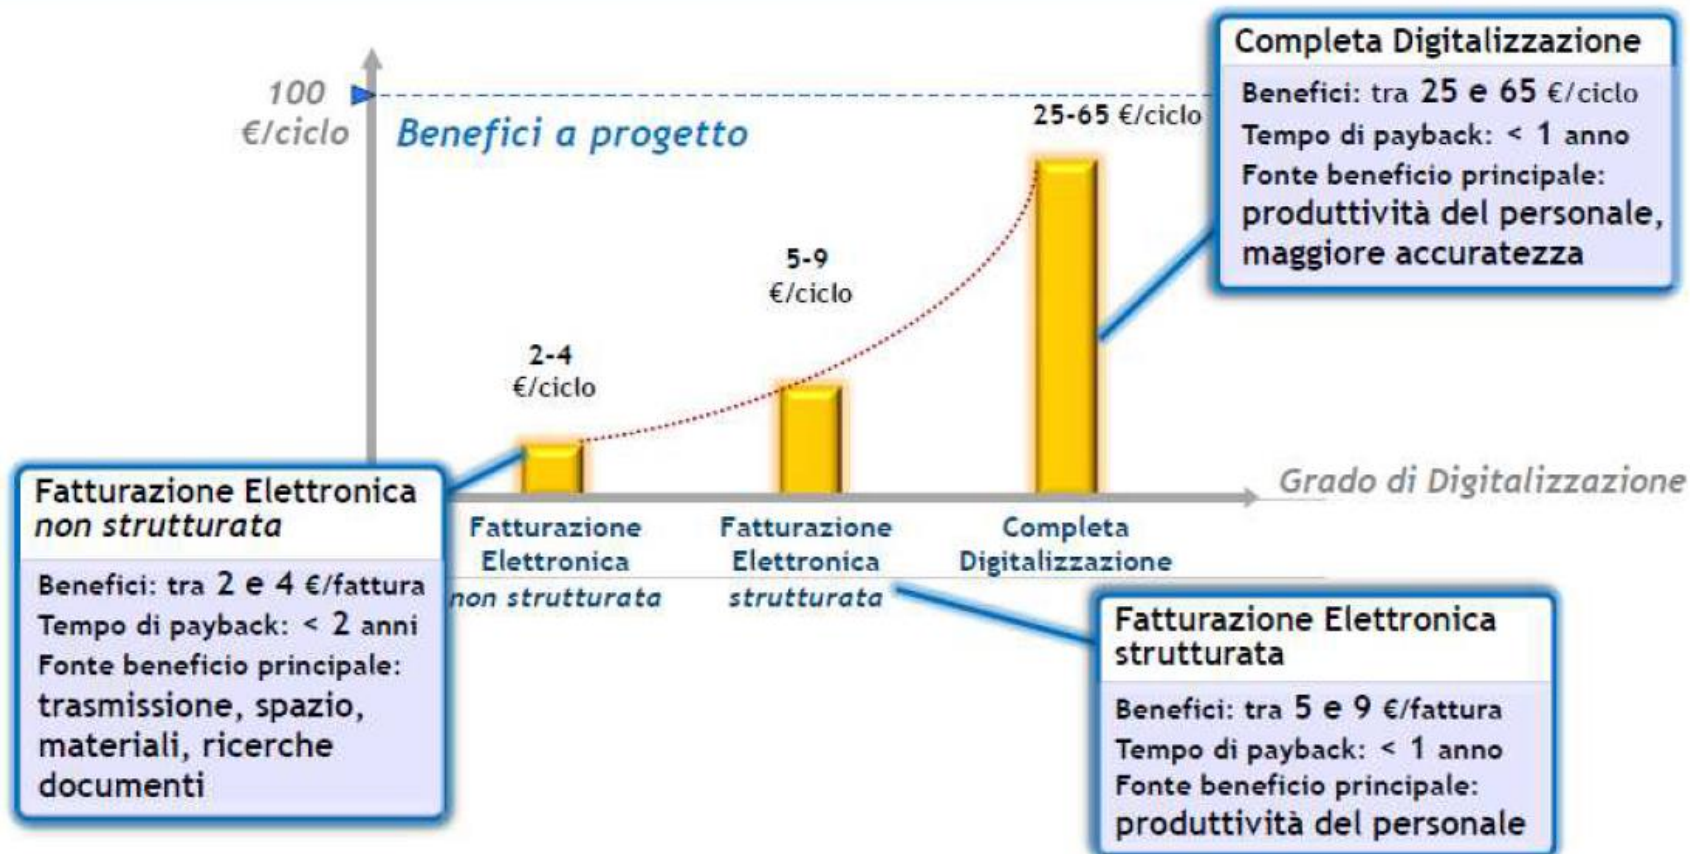 100
€/ciclo
Benefici a progetto
2-4
€/ciclo
5-9
€/ciclo
25-65 €/ciclo
Completa Digitalizzazione
Benefici: tra 25 e 65 €/ciclo
Tempo di payback: < 1 anno
Fonte beneficio principale:
produttività del personale,
maggiore accuratezza
Grado di Digitalizzazione
Fatturazione
Elettronica
non strutturata
Fatturazione
Elettronica
strutturata
Completa
Digitalizzazione
Fatturazione Elettronica
non strutturata
Benefici: tra 2 e 4 €/fattura
Tempo di payback: < 2 anni
Fonte beneficio principale:
trasmissione, spazio,
materiali, ricerche
documenti
Fatturazione Elettronica
strutturata
Benefici: tra 5 e 9 €/fattura
Tempo di payback: < 1 anno
Fonte beneficio principale:
produttività del personale